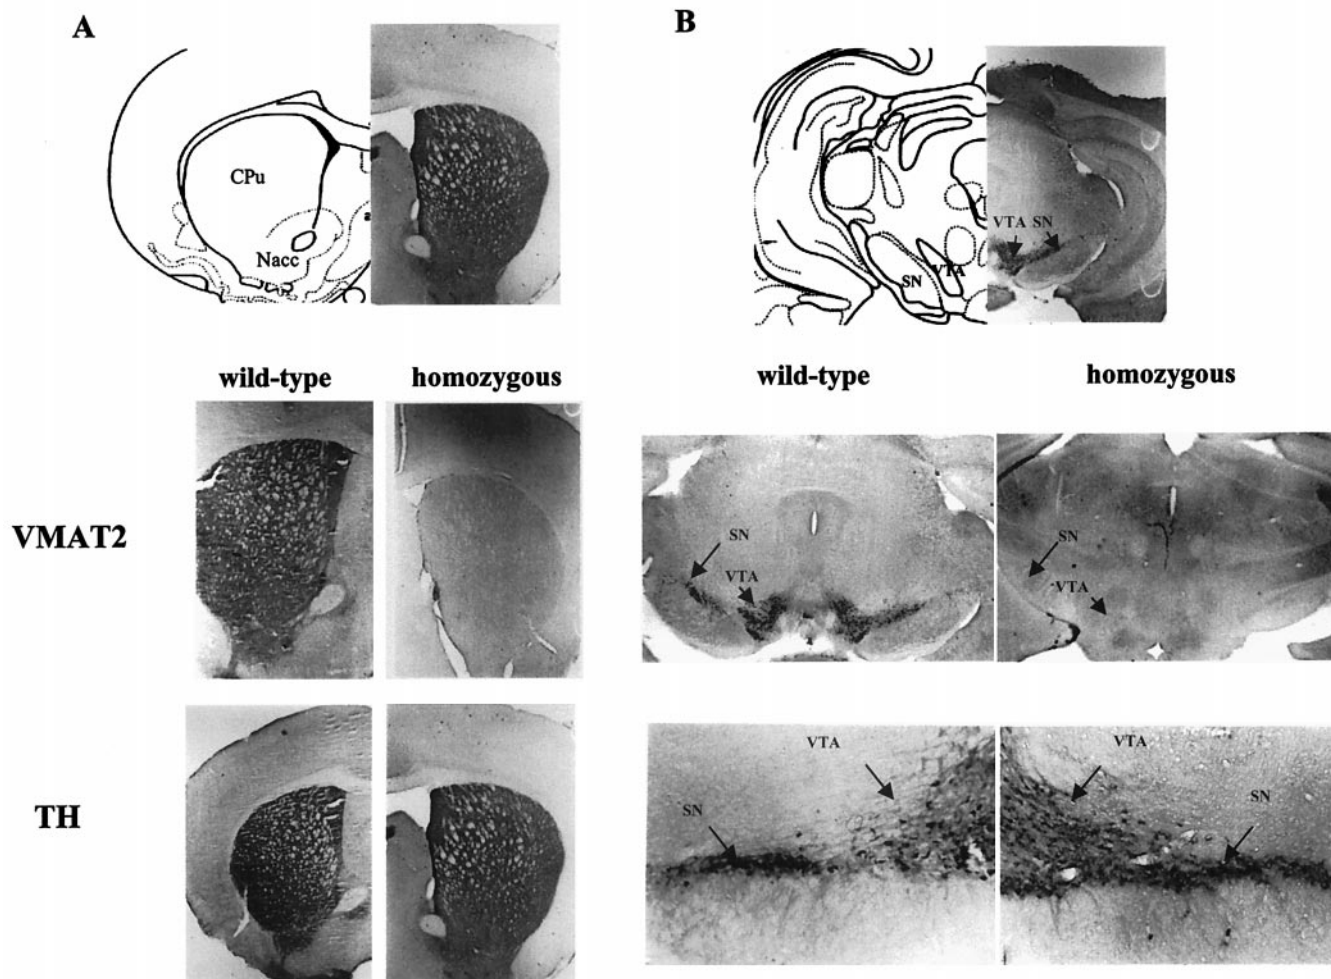 A
B
CPu
a
Nacc
SN
VTA
VTA SN
wild-type homozygous
wild-type homozygous
VMAT2
SN
VTA
SN
VTA
TH
VTA
SN
VTA
SN